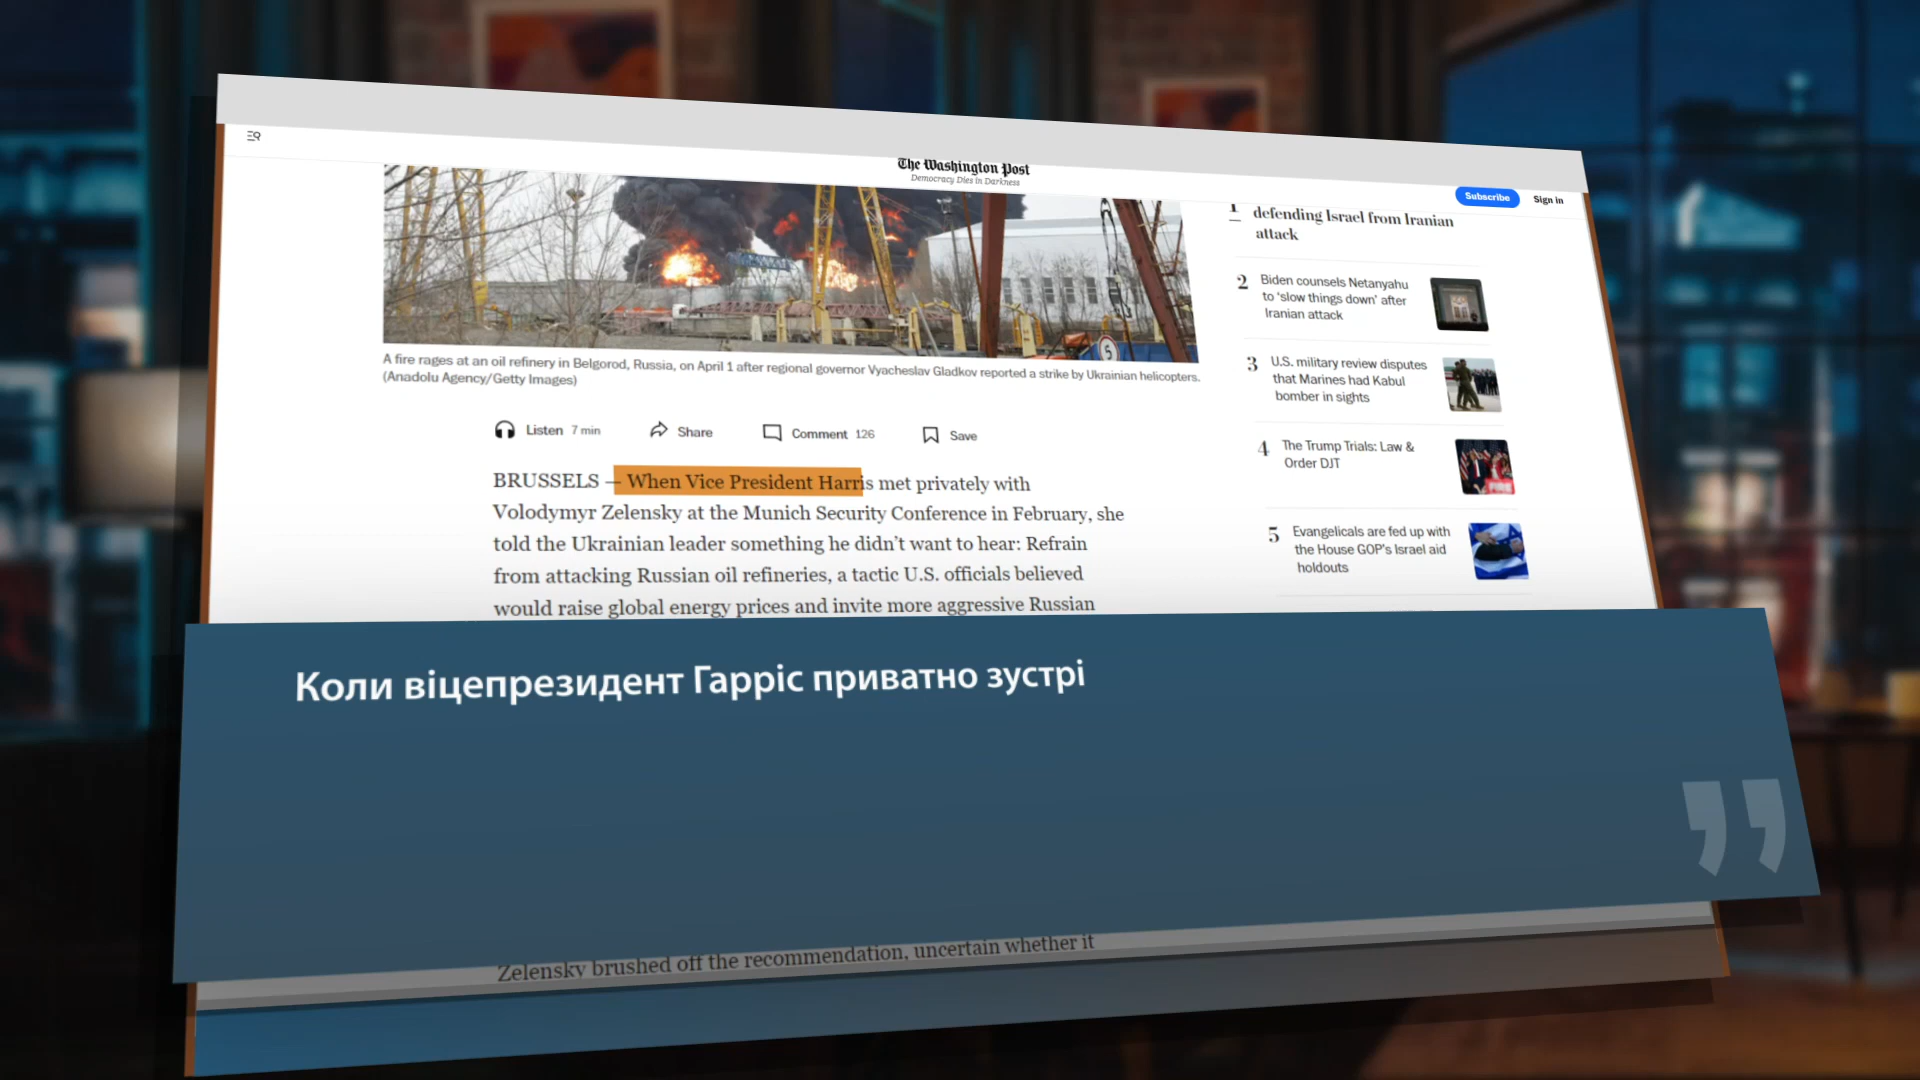 The Washington Post
Democracy Dies in Darkness
Subscribe
Sign in
A fire rages at an oil refinery in Belgorod, Russia, on April 1 after regional governor Vyacheslav Gladkov reported a strike by Ukrainian helicopters.
(Anadolu Agency/Getty Images)
Listen 7 min
Share
Comment 126
Save
BRUSSELS — When Vice President Harris met privately with
Volodymyr Zelensky at the Munich Security Conference in February, she
told the Ukrainian leader something he didn't want to hear: Refrain
from attacking Russian oil refineries, a tactic U.S. officials believed
would raise global energy prices and invite more aggressive Russian
1
defending Israel from Iranian
attack
2
Biden counsels Netanyahu
to 'slow things down' after
Iranian attack
3
U.S. military review disputes
that Marines had Kabul
bomber in sights
4
The Trump Trials: Law &
Order DJT
5
Evangelicals are fed up with
the House GOP's Israel aid
holdouts
Коли віцепрезидент Гарріс приватно зустрі
Zelensky brushed off the recommendation, uncertain whether it